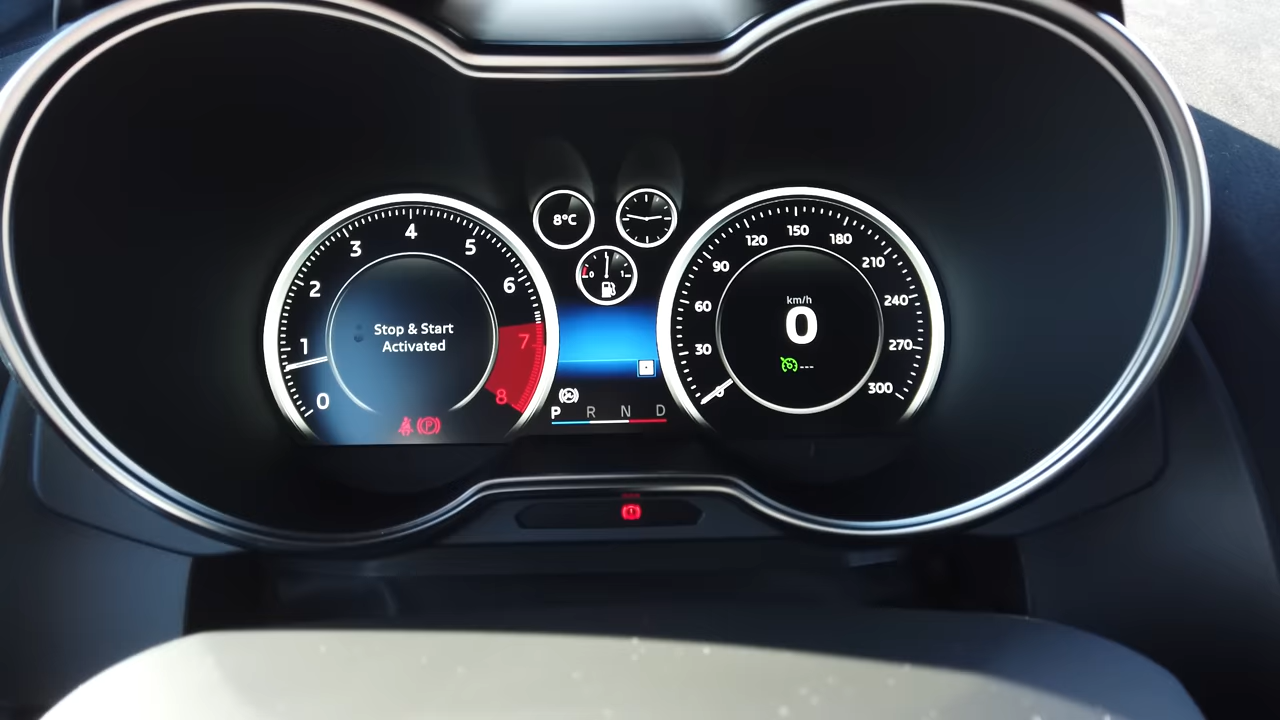 8°C
0 1
0 1 2 3 4 5 6 7 8
Stop & Start
Activated
P
P R N D
0 30 60 90 120 150 180 210 240 270 300
km/h
0
---